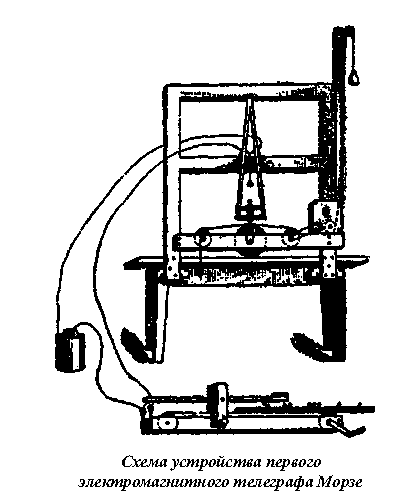 Схема устройства первого
электромагнитного телеграфа Морзе